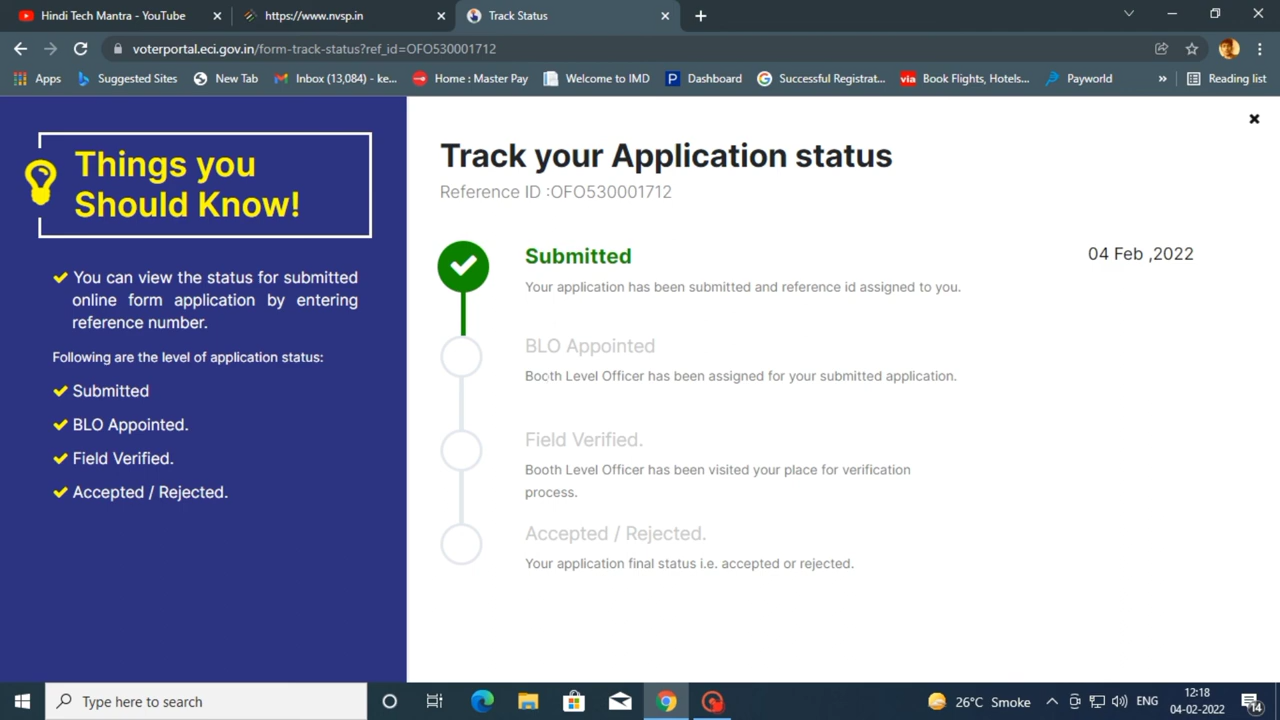 Hindi Tech Mantra - YouTube
https://www.nvsp.in
Track Status
voterportal.eci.gov.in/form-track-status?ref_id=OFO530001712
Apps
Suggested Sites
New Tab
Inbox (13,084) - ke...
Home : Master Pay
Welcome to IMD
P Dashboard
Successful Registrat...
via Book Flights, Hotels...
Payworld
»
Reading list
Things you
Should Know!
You can view the status for submitted
online form application by entering
reference number.
Following are the level of application status:
Submitted
BLO Appointed.
Field Verified.
Accepted / Rejected.
Track your Application status
Reference ID :OFO530001712
Submitted
04 Feb ,2022
Your application has been submitted and reference id assigned to you.
BLO Appointed
Booth Level Officer has been assigned for your submitted application.
Field Verified.
Booth Level Officer has been visited your place for verification
process.
Accepted / Rejected.
Your application final status i.e. accepted or rejected.
Type here to search
26°C Smoke
ENG
12:18
04-02-2022
14